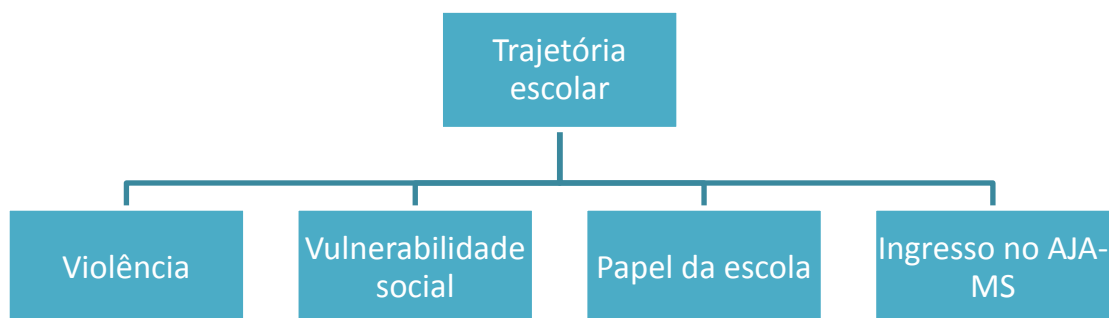 Trajetória
escolar
Violência
Vulnerabilidade
social
Papel da escola
Ingresso no AJA-
MS